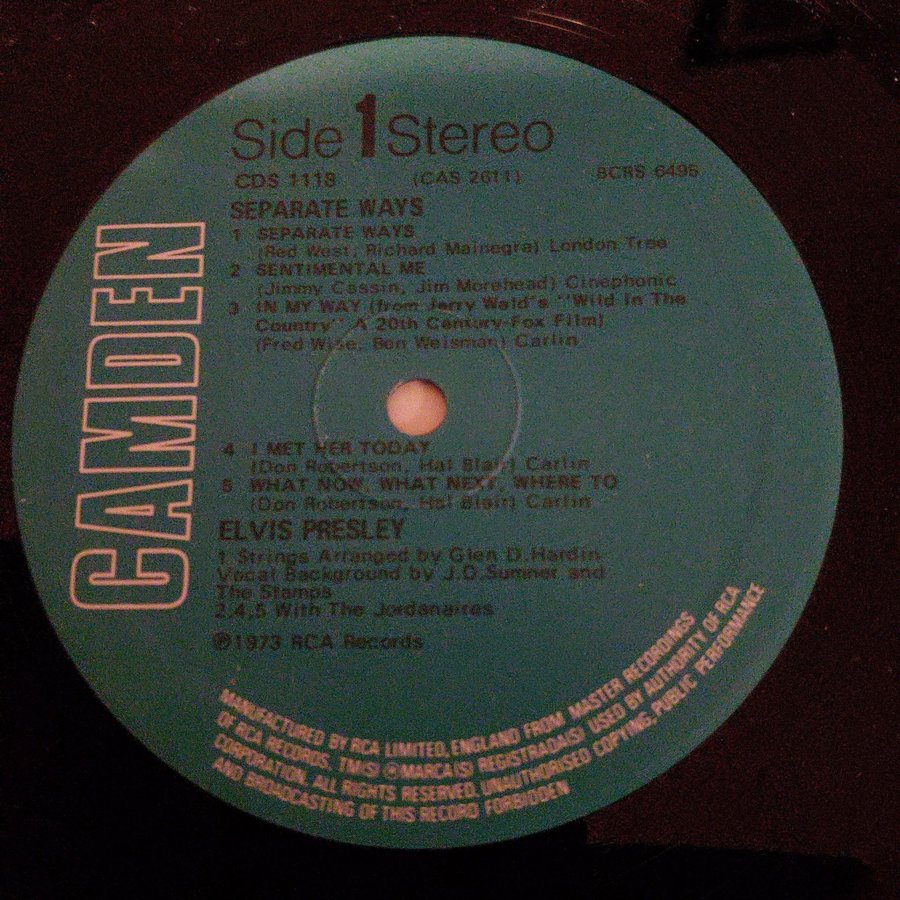 CAMDEN
Side 1 Stereo
CDS 1118 (CAS 2611) BCRS 6496
SEPARATE WAYS
1 SEPARATE WAYS
(Red West, Richard Mainegra) London Tree
2 SENTIMENTAL ME
(Jimmy Cassin, Jim Morehead) Cinephonic
3 IN MY WAY (from Jerry Wald's "Wild In The
Country" A 20th Century-Fox Film)
(Fred Wise, Ben Weisman) Carlin
4 I MET HER TODAY
(Don Robertson, Hal Blair) Carlin
5 WHAT NOW, WHAT NEXT, WHERE TO
(Don Robertson, Hal Blair) Carlin
ELVIS PRESLEY
1 Strings Arranged by Glen D.Hardin
Vocal Background by J.D.Sumner and
The Stamps
2,4,5 With The Jordanaires
℗1973 RCA Records
MANUFACTURED BY RCA LIMITED, ENGLAND FROM MASTER RECORDINGS
OF RCA RECORDS. TM(S) ®MARCA(S) REGISTRADA(S) USED BY AUTHORITY OF RCA
CORPORATION. ALL RIGHTS RESERVED. UNAUTHORISED COPYING, PUBLIC PERFORMANCE
AND BROADCASTING OF THIS RECORD FORBIDDEN